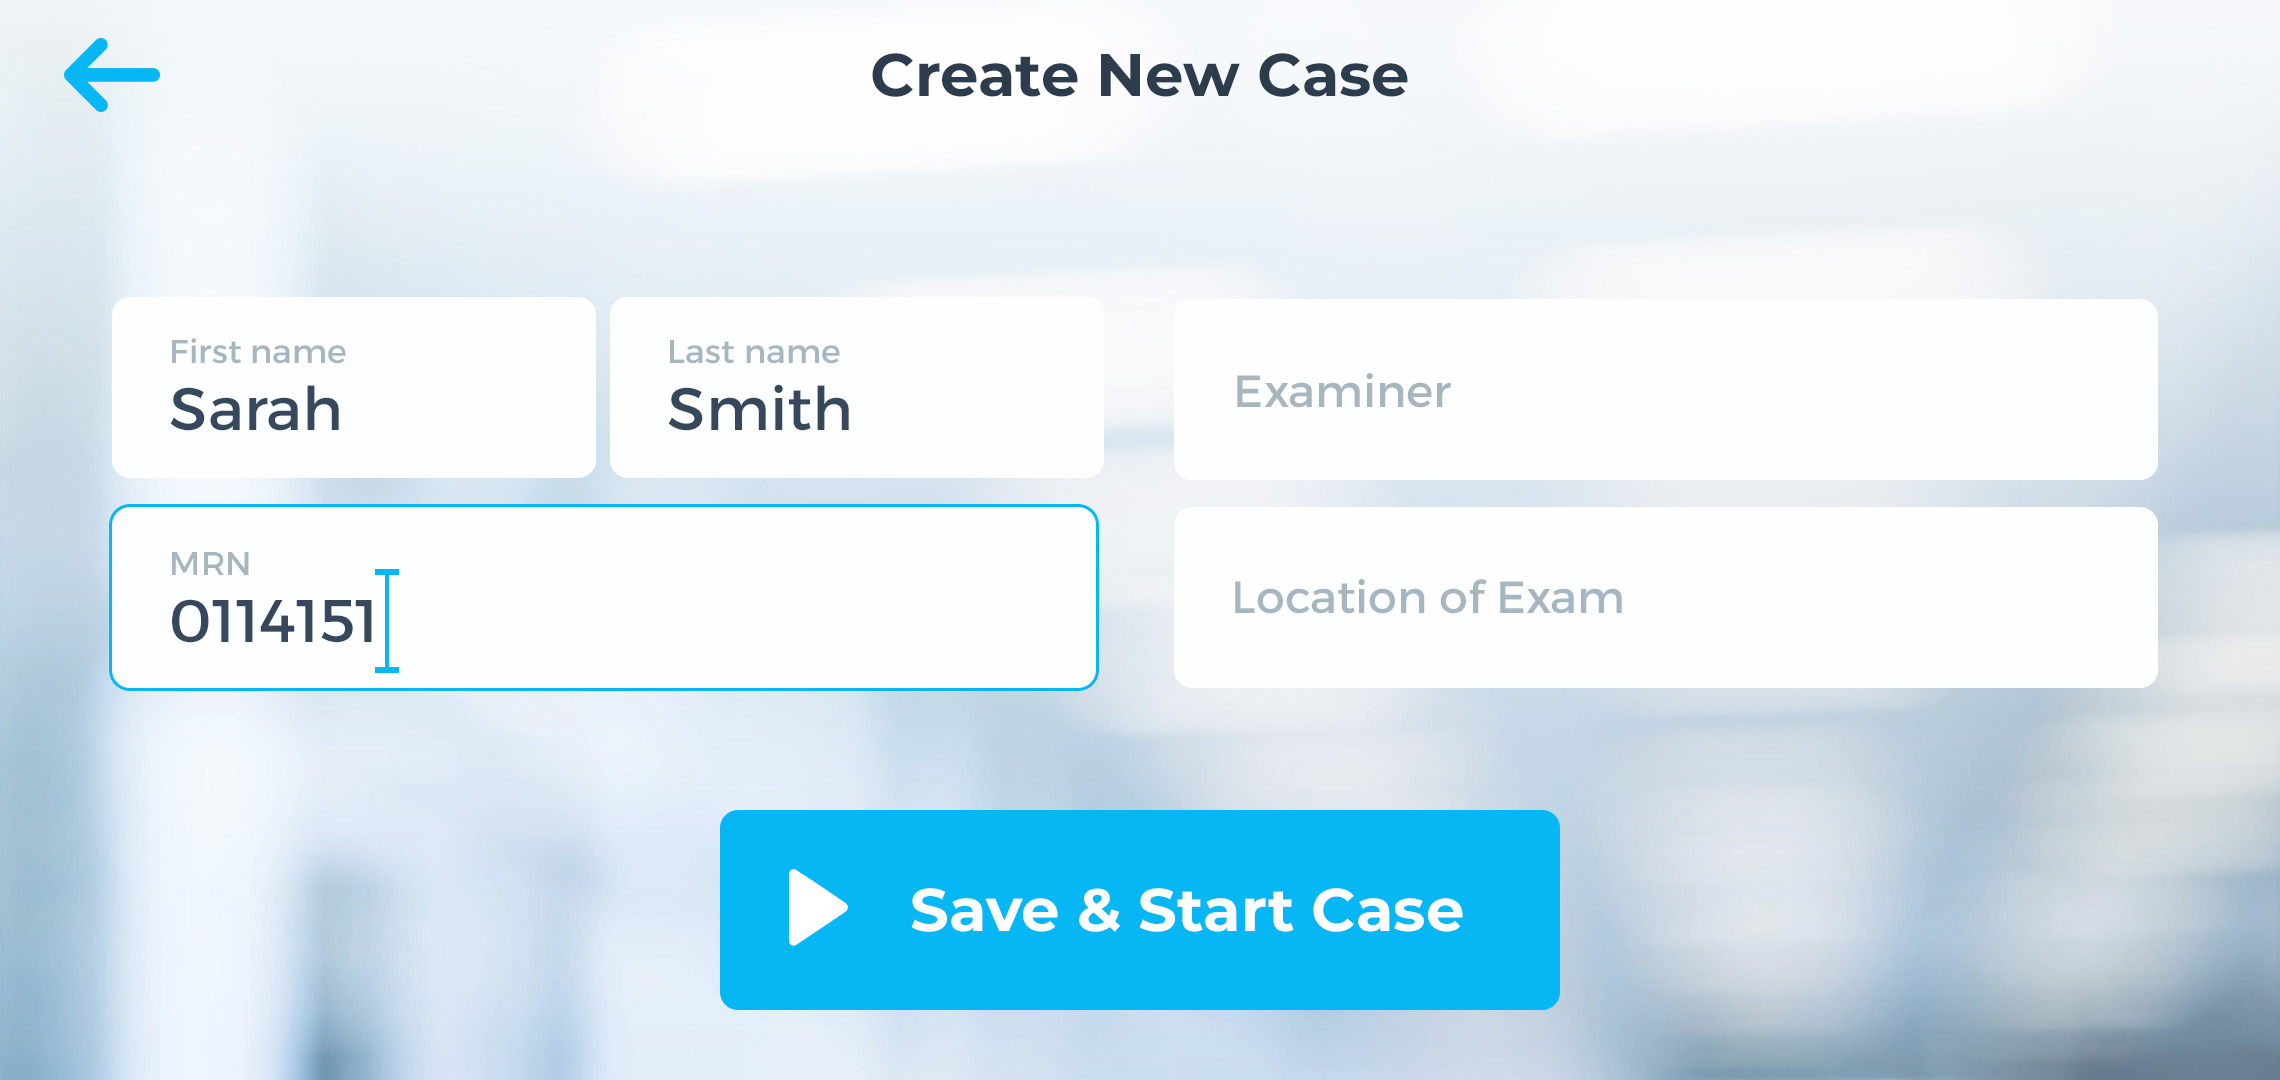 Create New Case
First name
Sarah
Last name
Smith
MRN
0114151
Examiner
Location of Exam
Save & Start Case